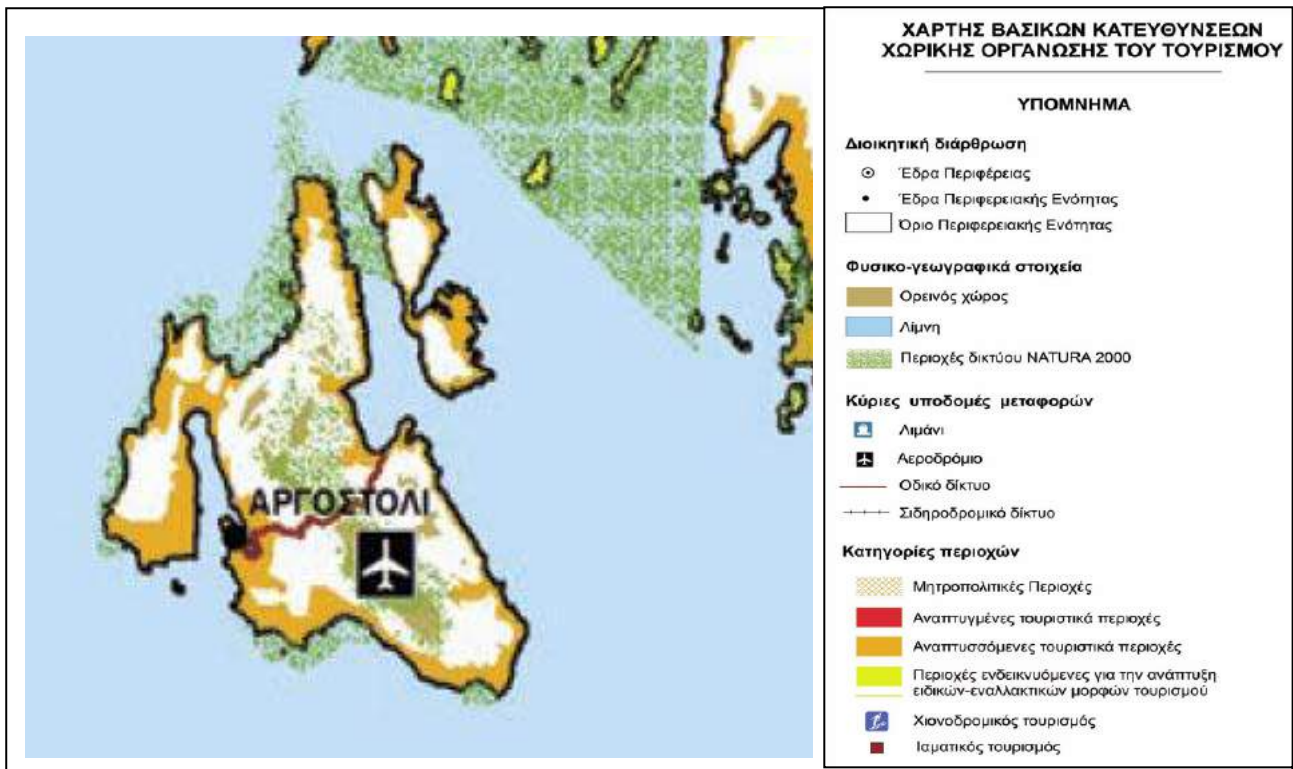 ΑΡΓΟΣΤΟΛΙ
ΧΑΡΤΗΣ ΒΑΣΙΚΩΝ ΚΑΤΕΥΘΥΝΣΕΩΝ
ΧΩΡΙΚΗΣ ΟΡΓΑΝΩΣΗΣ ΤΟΥ ΤΟΥΡΙΣΜΟΥ
ΥΠΟΜΝΗΜΑ
Διοικητική διάρθρωση
Έδρα Περιφέρειας
Έδρα Περιφερειακής Ενότητας
Όριο Περιφερειακής Ενότητας
Φυσικο-γεωγραφικά στοιχεία
Ορεινός χώρος
Λίμνη
Περιοχές δικτύου NATURA 2000
Κύριες υποδομές μεταφορών
Λιμάνι
Αεροδρόμιο
Οδικό δίκτυο
Σιδηροδρομικό δίκτυο
Κατηγορίες περιοχών
Μητροπολιτικές Περιοχές
Αναπτυγμένες τουριστικά περιοχές
Αναπτυσσόμενες τουριστικά περιοχές
Περιοχές ενδεικνυόμενες για την ανάπτυξη
ειδικών-εναλλακτικών μορφών τουρισμού
Χιονοδρομικός τουρισμός
Ιαματικός τουρισμός